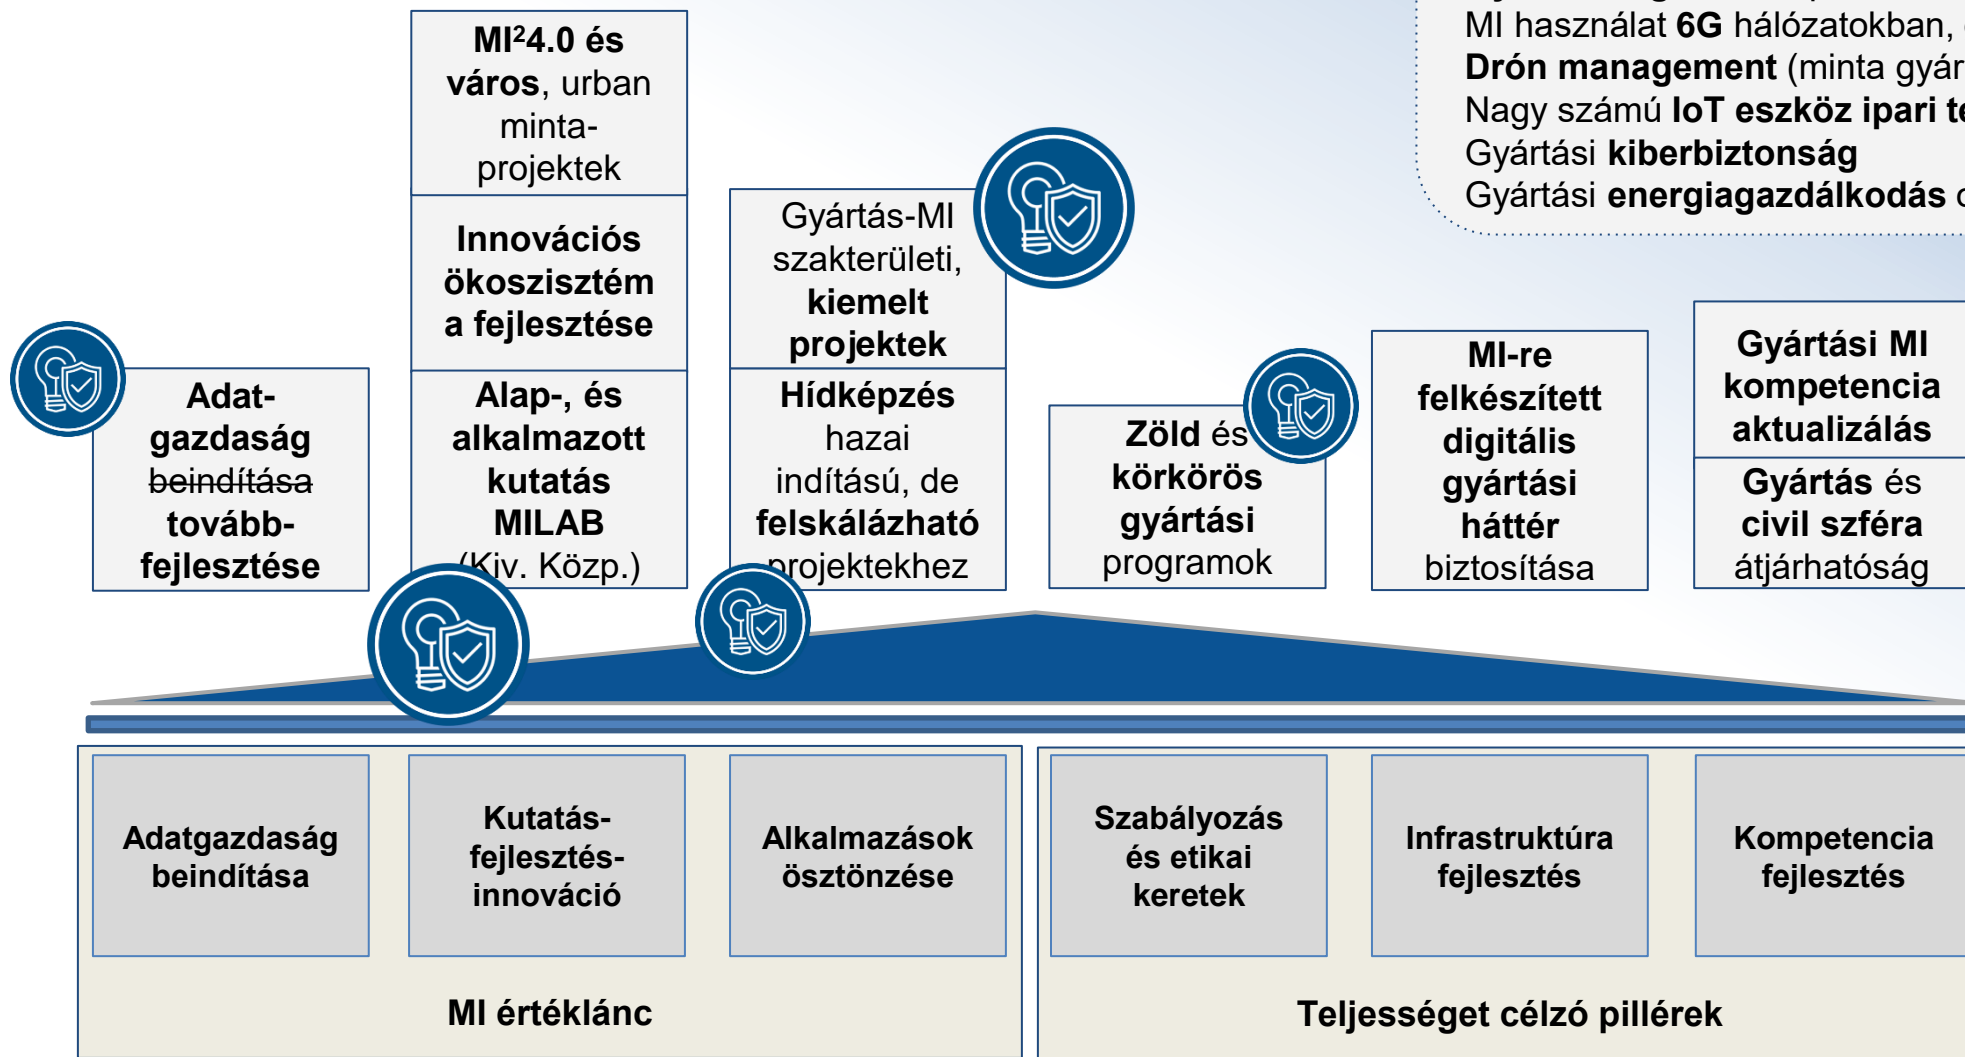 MI²4.0 és
város, urban
minta-
projektek
Innovációs
ökoszisztém
a fejlesztése
Alap-, és
alkalmazott
kutatás
MILAB
(Kiv. Közp.)
Gyártás-MI
szakterületi,
kiemelt
projektek
Hídképzés
hazai
indítású, de
felskálázható
projektekhez
MI használat 6G hálózatokban,
Drón management (minta gyár
Nagy számú IoT eszköz ipari
Gyártási kiberbiztonság
Gyártási energiagazdálkodás
Adat-
gazdaság
beindítása
tovább-
fejlesztése
Zöld és
körkörös
gyártási
programok
MI-re
felkészített
digitális
gyártási
háttér
biztosítása
Gyártási MI
kompetencia
aktualizálás
Gyártás és
civil szféra
átjárhatóság
Adatgazdaság
beindítása
Kutatás-
fejlesztés-
innováció
Alkalmazások
ösztönzése
Szabályozás
és etikai
keretek
Infrastruktúra
fejlesztés
Kompetencia
fejlesztés
MI értéklánc
Teljességet célzó pillérek